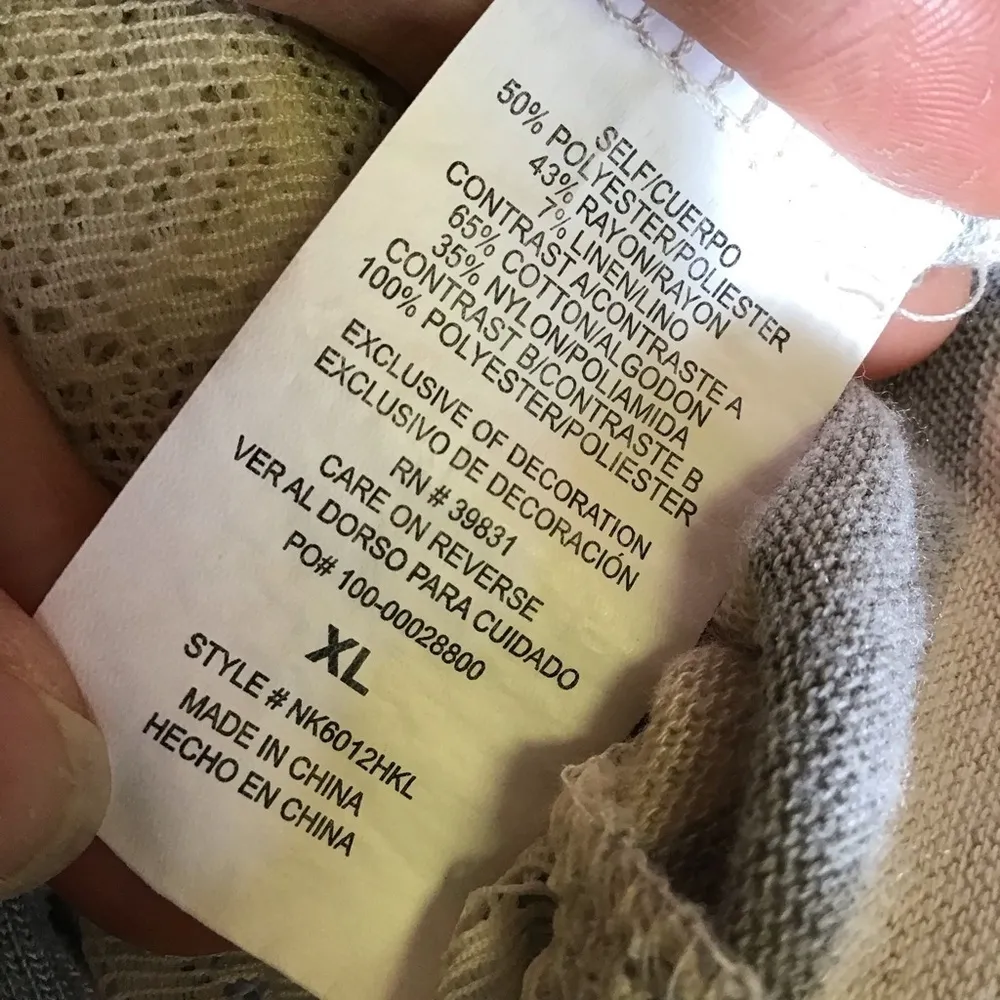 SELF/CUERPO
50% POLYESTER/POLIESTER
43% RAYON/RAYON
7% LINEN/LINO
CONTRAST A/CONTRASTE A
65% COTTON/ALGODON
35% NYLON/POLIAMIDA
CONTRAST B/CONTRASTE B
100% POLYESTER/POLIESTER
EXCLUSIVE OF DECORATION
EXCLUSIVO DE DECORACIÓN
RN # 39831
CARE ON REVERSE
VER AL DORSO PARA CUIDADO
PO# 100-00028800
XL
STYLE # NK6012HKL
MADE IN CHINA
HECHO EN CHINA